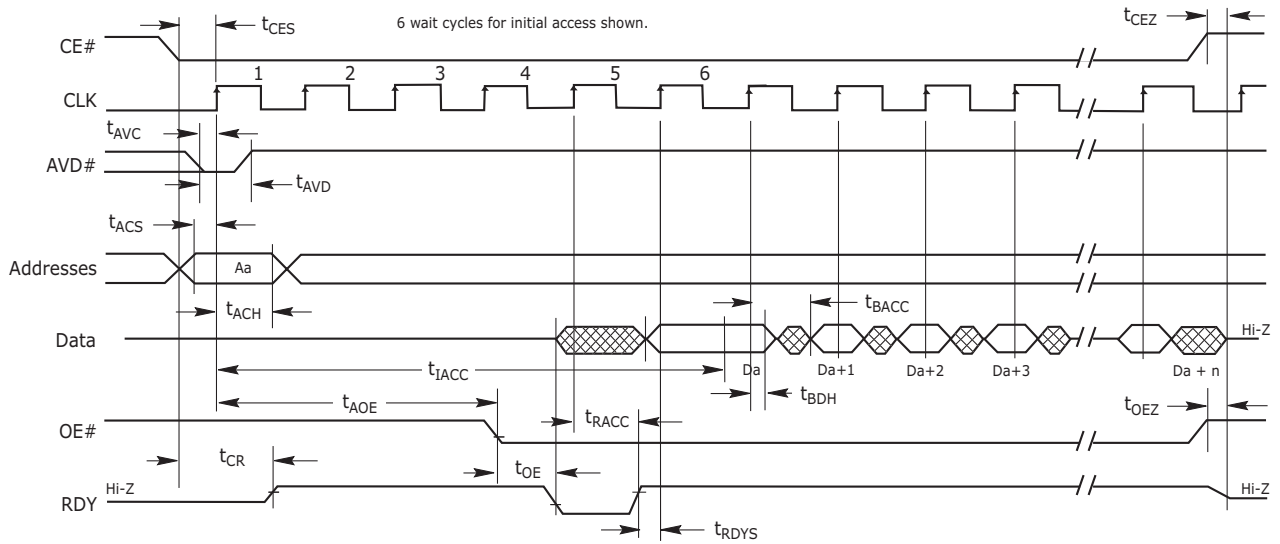 tCES
6 wait cycles for initial access shown.
tCEZ
CE#
1 2 3 4 5 6
CLK
tAVC
AVD#
tAVD
tACS
Addresses
Aa
tACH
tBACC
Data
Hi-Z
tIACC
Da Da+1 Da+2 Da+3 Da + n
tBDH
tAOE
tOEZ
OE#
tRACC
tCR
tOE
Hi-Z
RDY
Hi-Z
tRDYS